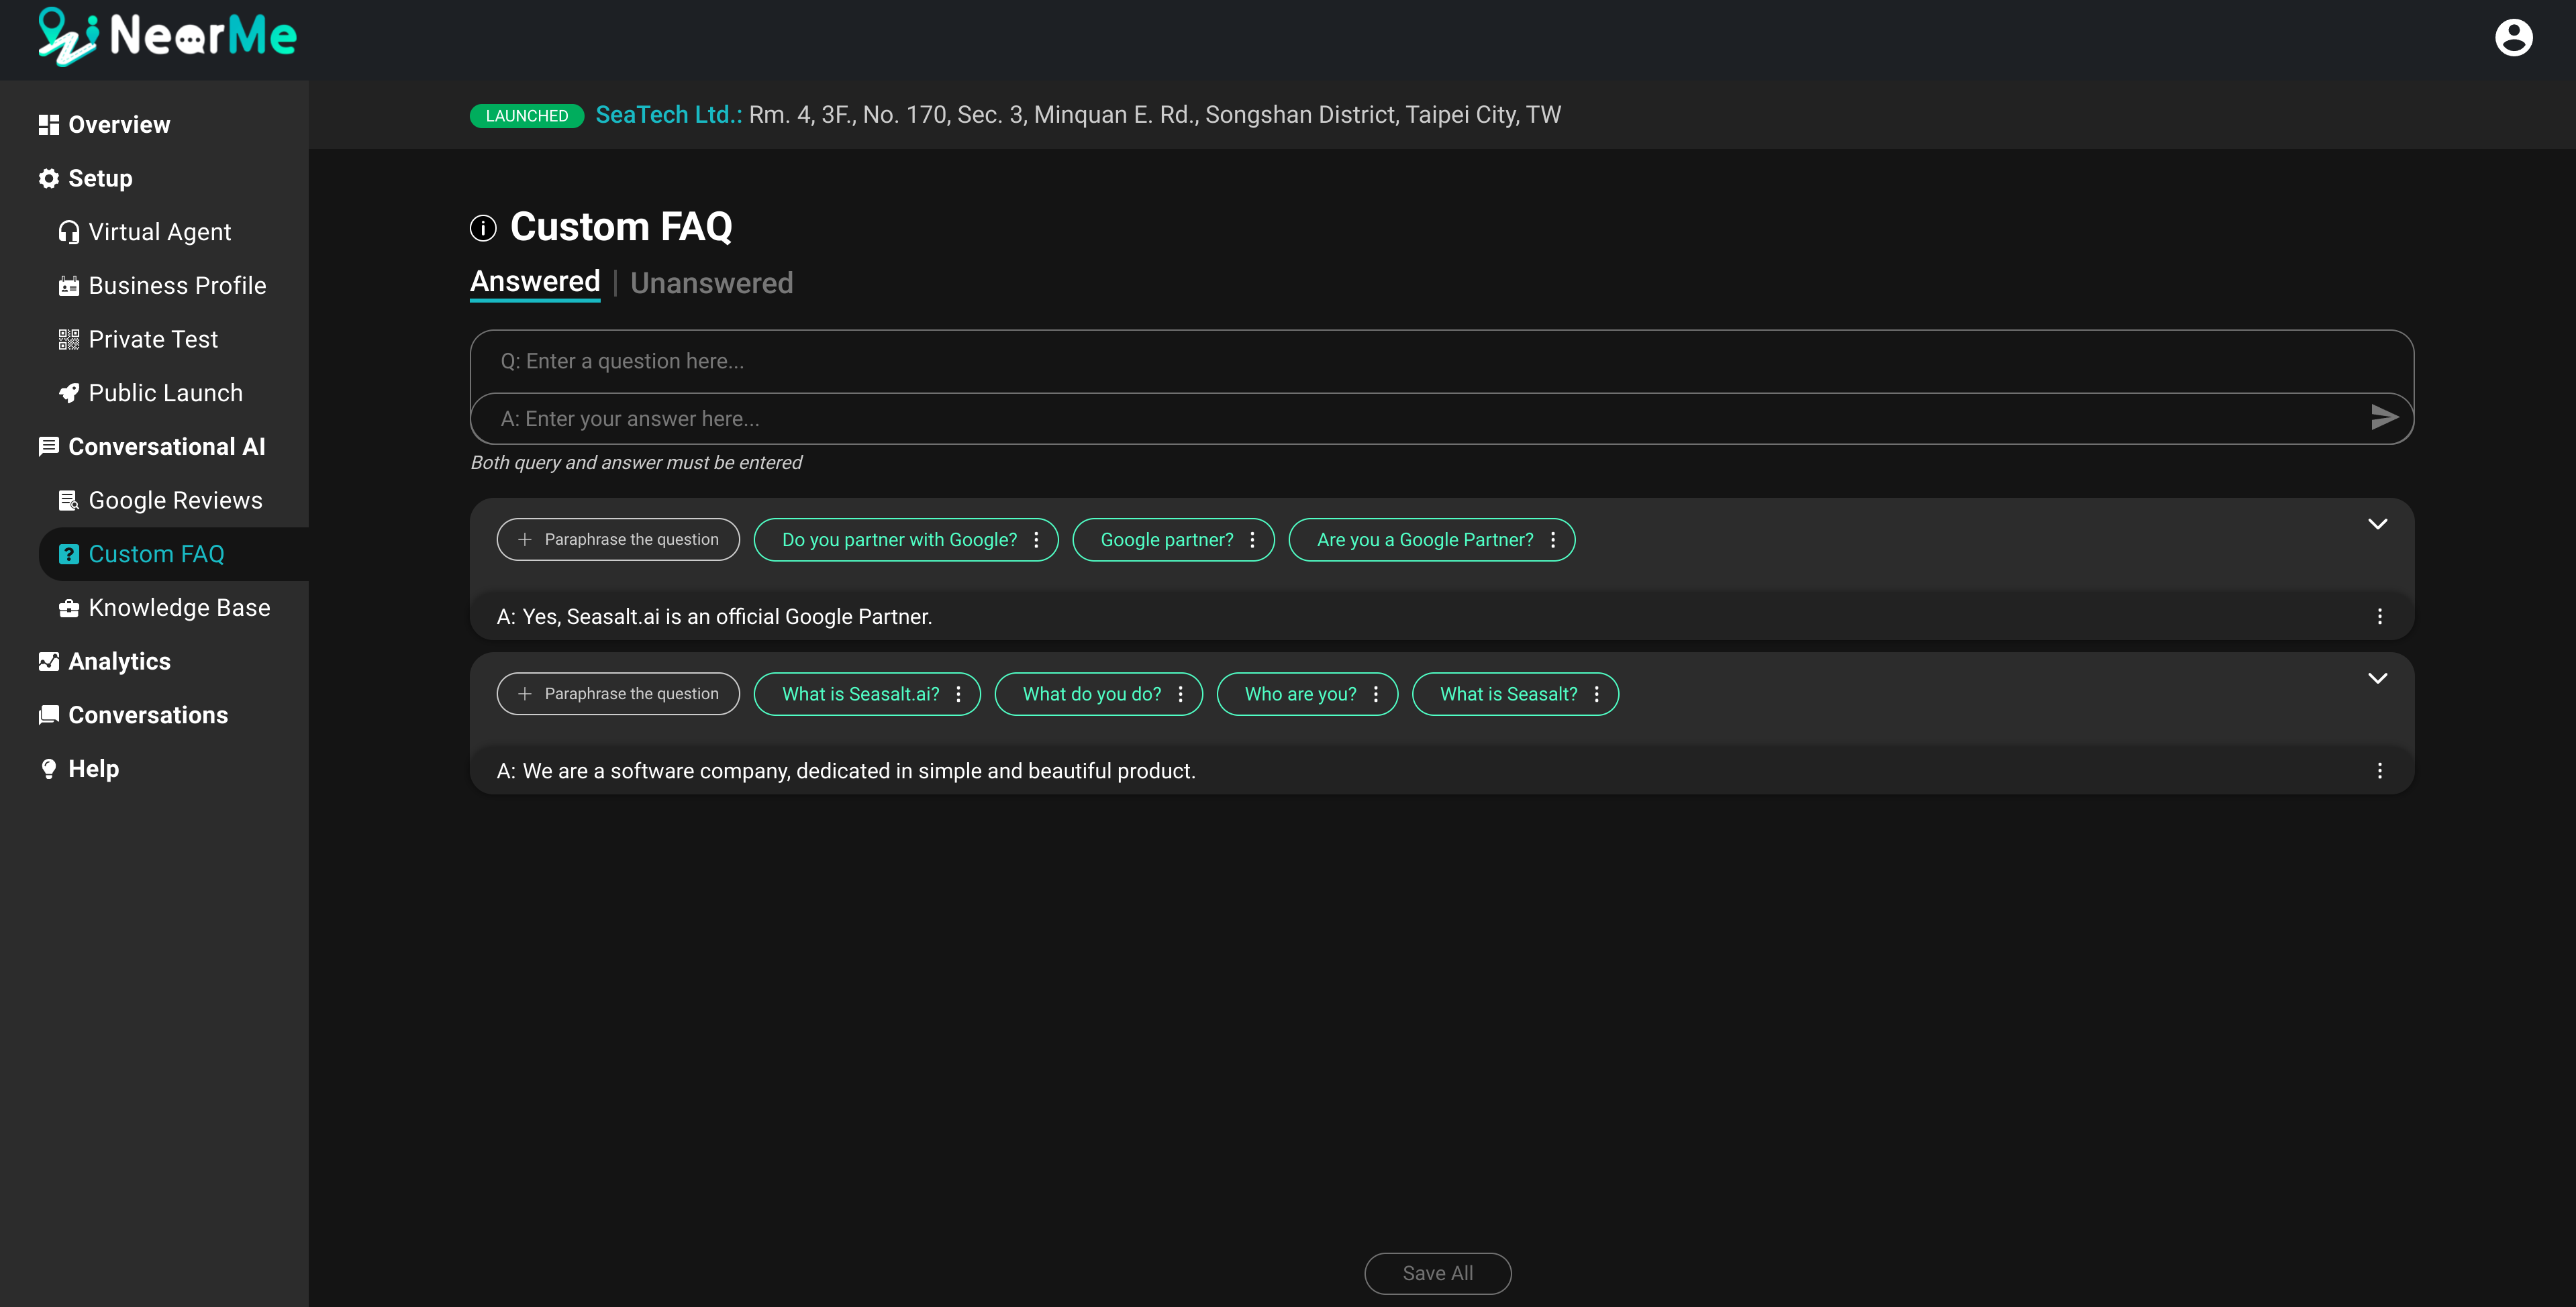 NearMe
LAUNCHED SeaTech Ltd.: Rm. 4, 3F., No. 170, Sec. 3, Minquan E. Rd., Songshan District, Taipei City, TW
Overview
Setup
Virtual Agent
Business Profile
Private Test
Public Launch
Conversational AI
Google Reviews
Custom FAQ
Knowledge Base
Analytics
Conversations
Help
Custom FAQ
Answered | Unanswered
Q: Enter a question here...
A: Enter your answer here...
Both query and answer must be entered
+ Paraphrase the question Do you partner with Google? Google partner? Are you a Google Partner?
A: Yes, Seasalt.ai is an official Google Partner.
+ Paraphrase the question What is Seasalt.ai? What do you do? Who are you? What is Seasalt?
A: We are a software company, dedicated in simple and beautiful product.
Save All